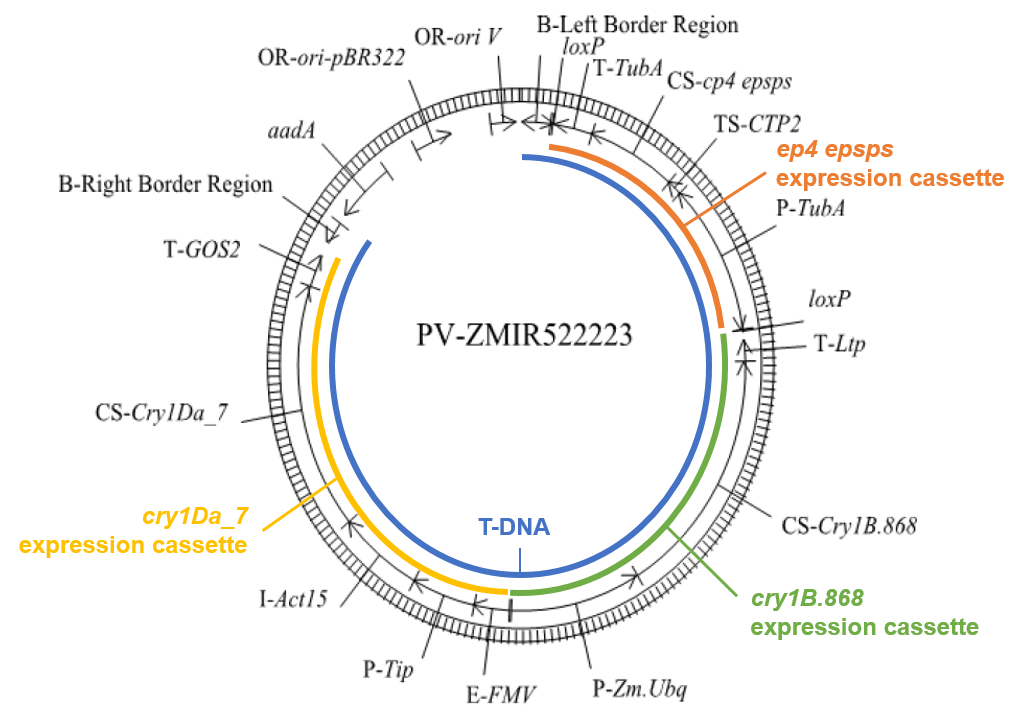 B-Left Border Region
OR-ori V
loxP
OR-ori-pBR322
T-TubA
CS-cp4 epsps
aadA
TS-CTP2
ep4 epsps
expression cassette
B-Right Border Region
P-TubA
T-GOS2
loxP
PV-ZMIR522223
T-Ltp
CS-Cry1Da_7
cry1Da_7
expression cassette
T-DNA
CS-Cry1B.868
I-Act15
cry1B.868
expression cassette
P-Tip
E-FMV
P-Zm.Ubq